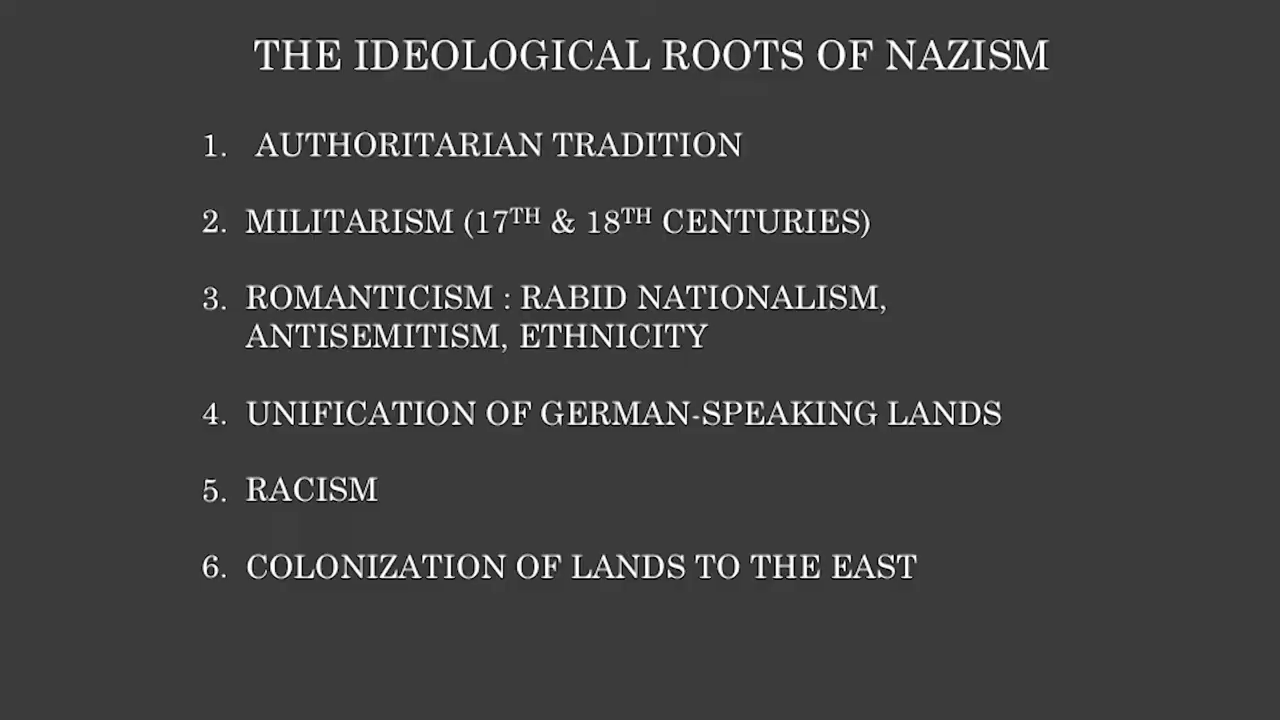 THE IDEOLOGICAL ROOTS OF NAZISM
1. AUTHORITARIAN TRADITION
2. MILITARISM (17TH & 18TH CENTURIES)
3. ROMANTICISM : RABID NATIONALISM,
ANTISEMITISM, ETHNICITY
4. UNIFICATION OF GERMAN-SPEAKING LANDS
5. RACISM
6. COLONIZATION OF LANDS TO THE EAST